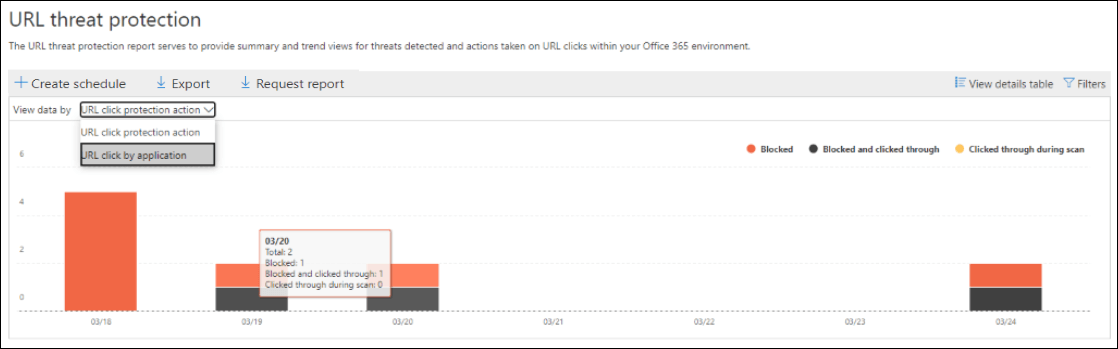 URL threat protection
The URL threat protection report serves to provide summary and trend views for threats detected and actions taken on URL clicks within your Office 365 environment.
Create schedule Export Request report View details table Filters
View data by URL click protection action
URL click protection action
URL click by application
Blocked Blocked and clicked through Clicked through during scan
6
4
2
0
03/20
Total: 2
Blocked: 1
Blocked and clicked through: 1
Clicked through during scan: 0
03/18 03/19 03/20 03/21 03/22 03/23 03/24